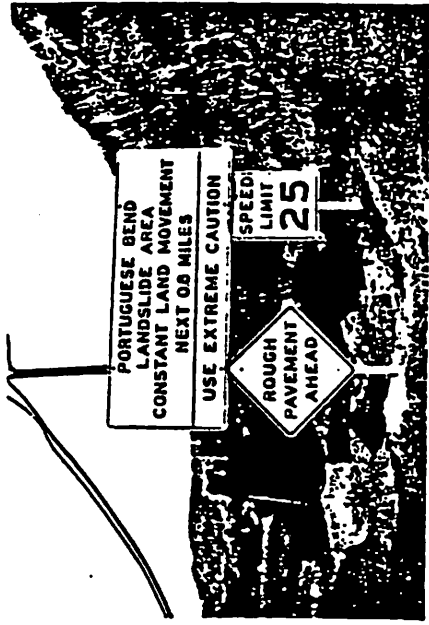 PORTUGUESE BEND
LANDSLIDE AREA
CONSTANT LAND MOVEMENT
NEXT 0.8 MILES
USE EXTREME CAUTION
SPEED
LIMIT
25
ROUGH
PAVEMENT
AHEAD